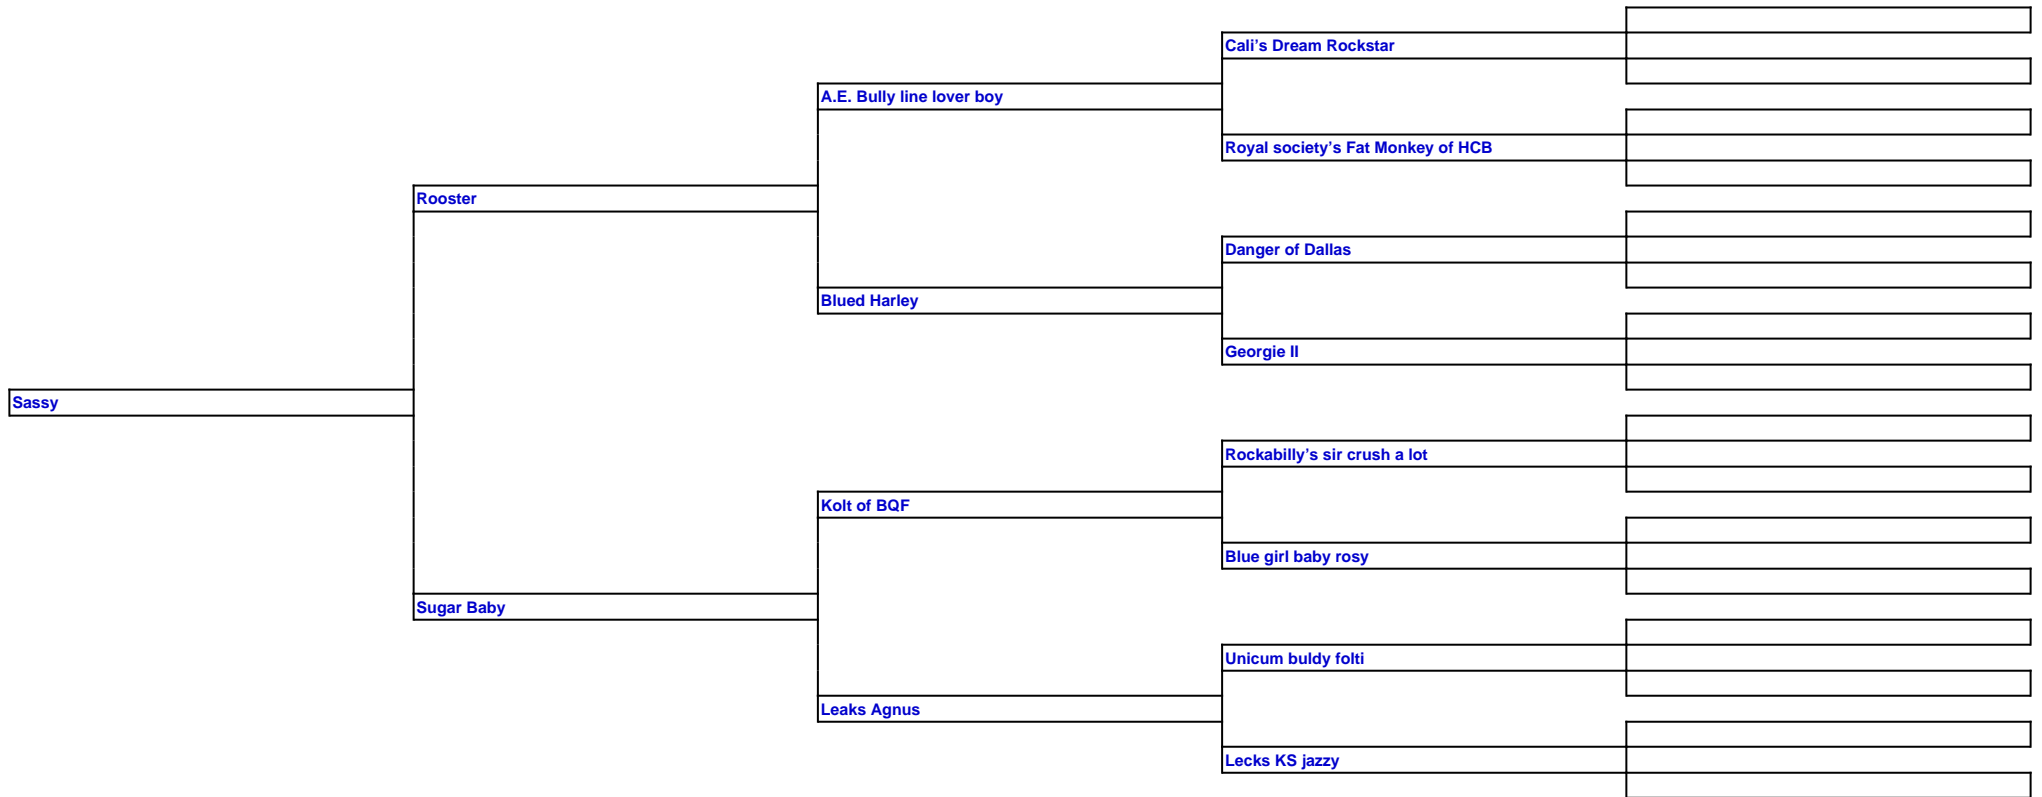 Cali’s Dream Rockstar
A.E. Bully line lover boy
Royal society’s Fat Monkey of HCB
Rooster
Danger of Dallas
Blued Harley
Georgie II
Sassy
Rockabilly’s sir crush a lot
Kolt of BQF
Blue girl baby rosy
Sugar Baby
Unicum buldy folti
Leaks Agnus
Lecks KS jazzy